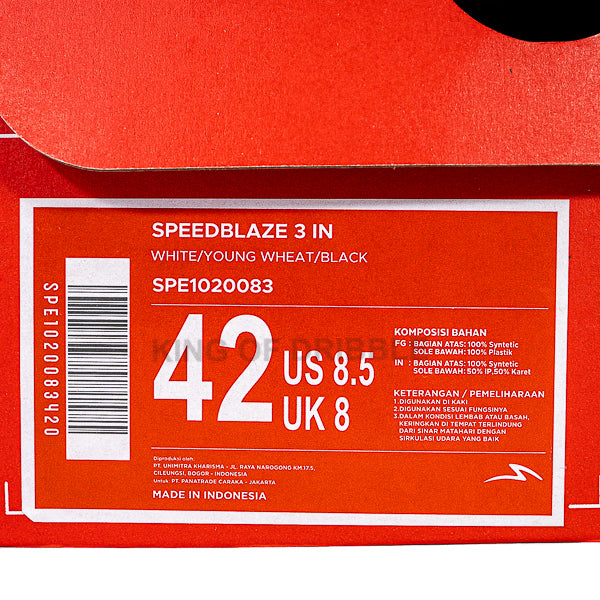 SPEEDBLAZE 3 IN
WHITE/YOUNG WHEAT/BLACK
SPE1020083
SPE1020083420
42
US 8.5
UK 8
KING OF DRIBB
KOMPOSISI BAHAN
FG : BAGIAN ATAS: 100% Syntetic
SOLE BAWAH: 100% Plastik
IN : BAGIAN ATAS: 100% Syntetic
SOLE BAWAH: 50% IP,50% Karet
KETERANGAN / PEMELIHARAAN
1.DIGUNAKAN DI KAKI
2.DIGUNAKAN SESUAI FUNGSINYA
3.DALAM KONDISI LEMBAB ATAU BASAH,
KERINGKAN DI TEMPAT TERLINDUNG
DARI SINAR MATAHARI DENGAN
SIRKULASI UDARA YANG BAIK
Diproduksi oleh:
PT. UNIMITRA KHARISMA - JL. RAYA NAROGONG KM.17.5,
CILEUNGSI, BOGOR - INDONESIA
Untuk: PT. PANATRADE CARAKA - JAKARTA
MADE IN INDONESIA